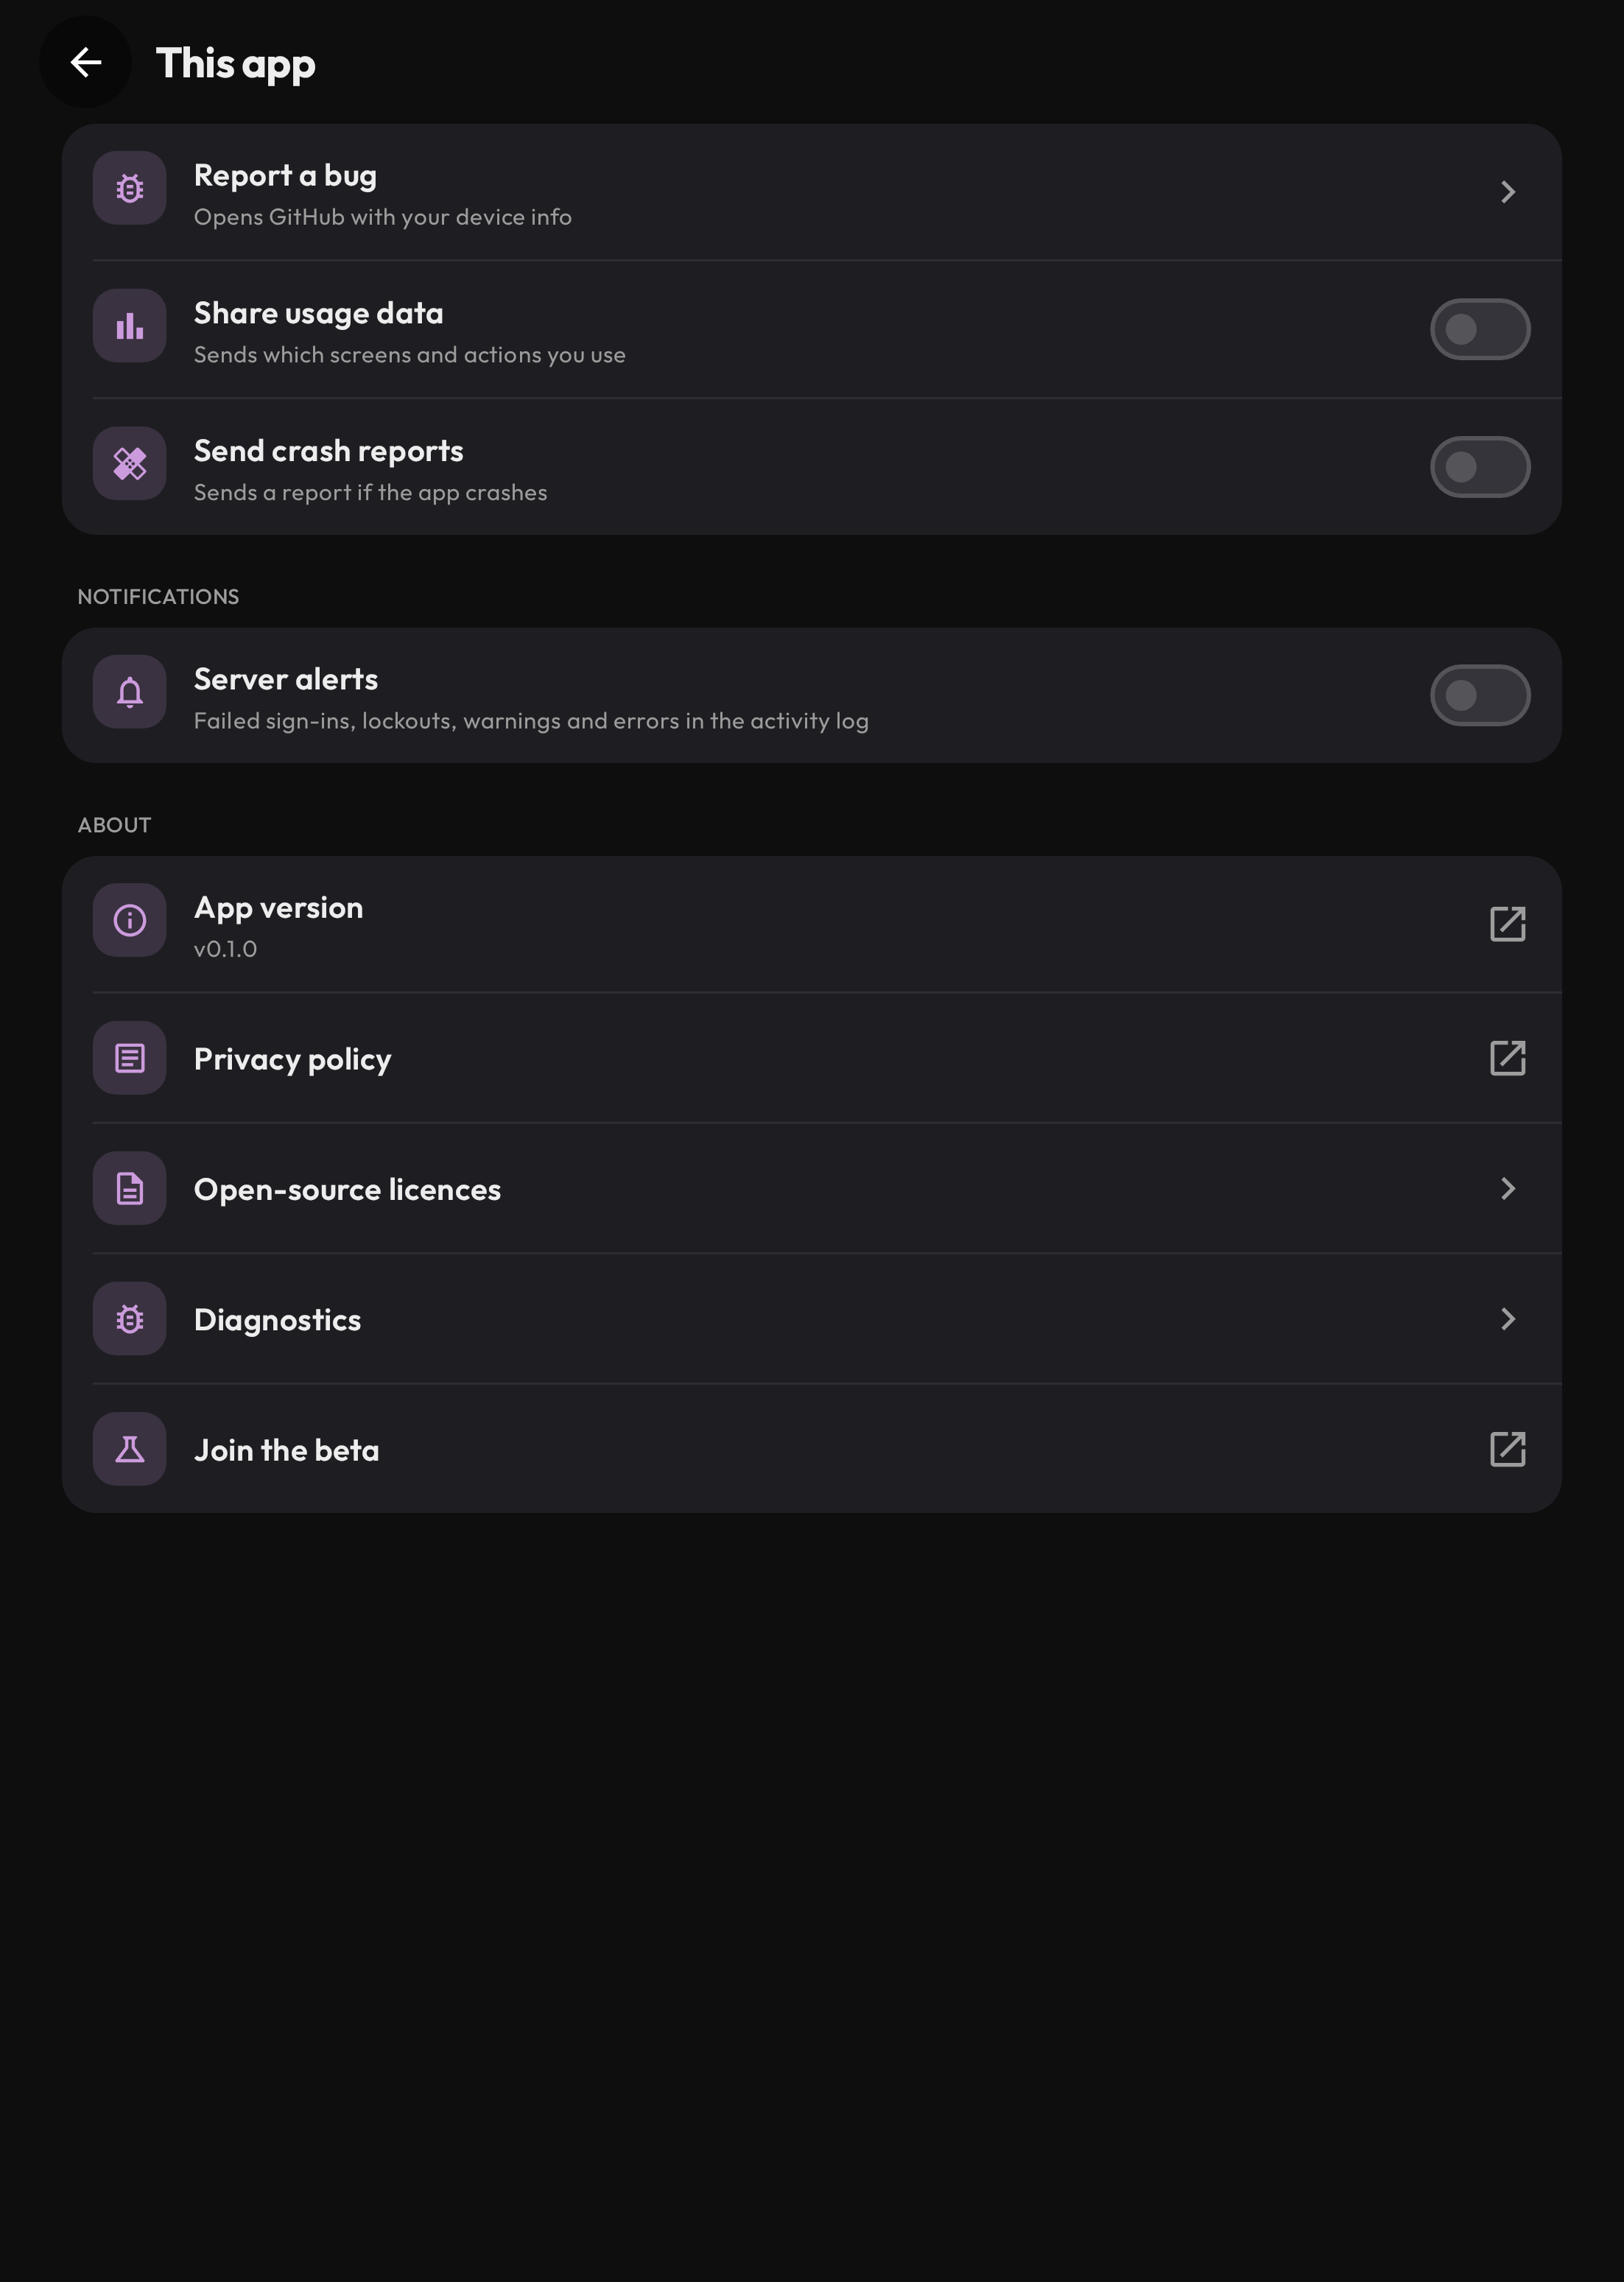 This app
Report a bug
Opens GitHub with your device info
Share usage data
Sends which screens and actions you use
Send crash reports
Sends a report if the app crashes
NOTIFICATIONS
Server alerts
Failed sign-ins, lockouts, warnings and errors in the activity log
ABOUT
App version
v0.1.0
Privacy policy
Open-source licences
Diagnostics
Join the beta